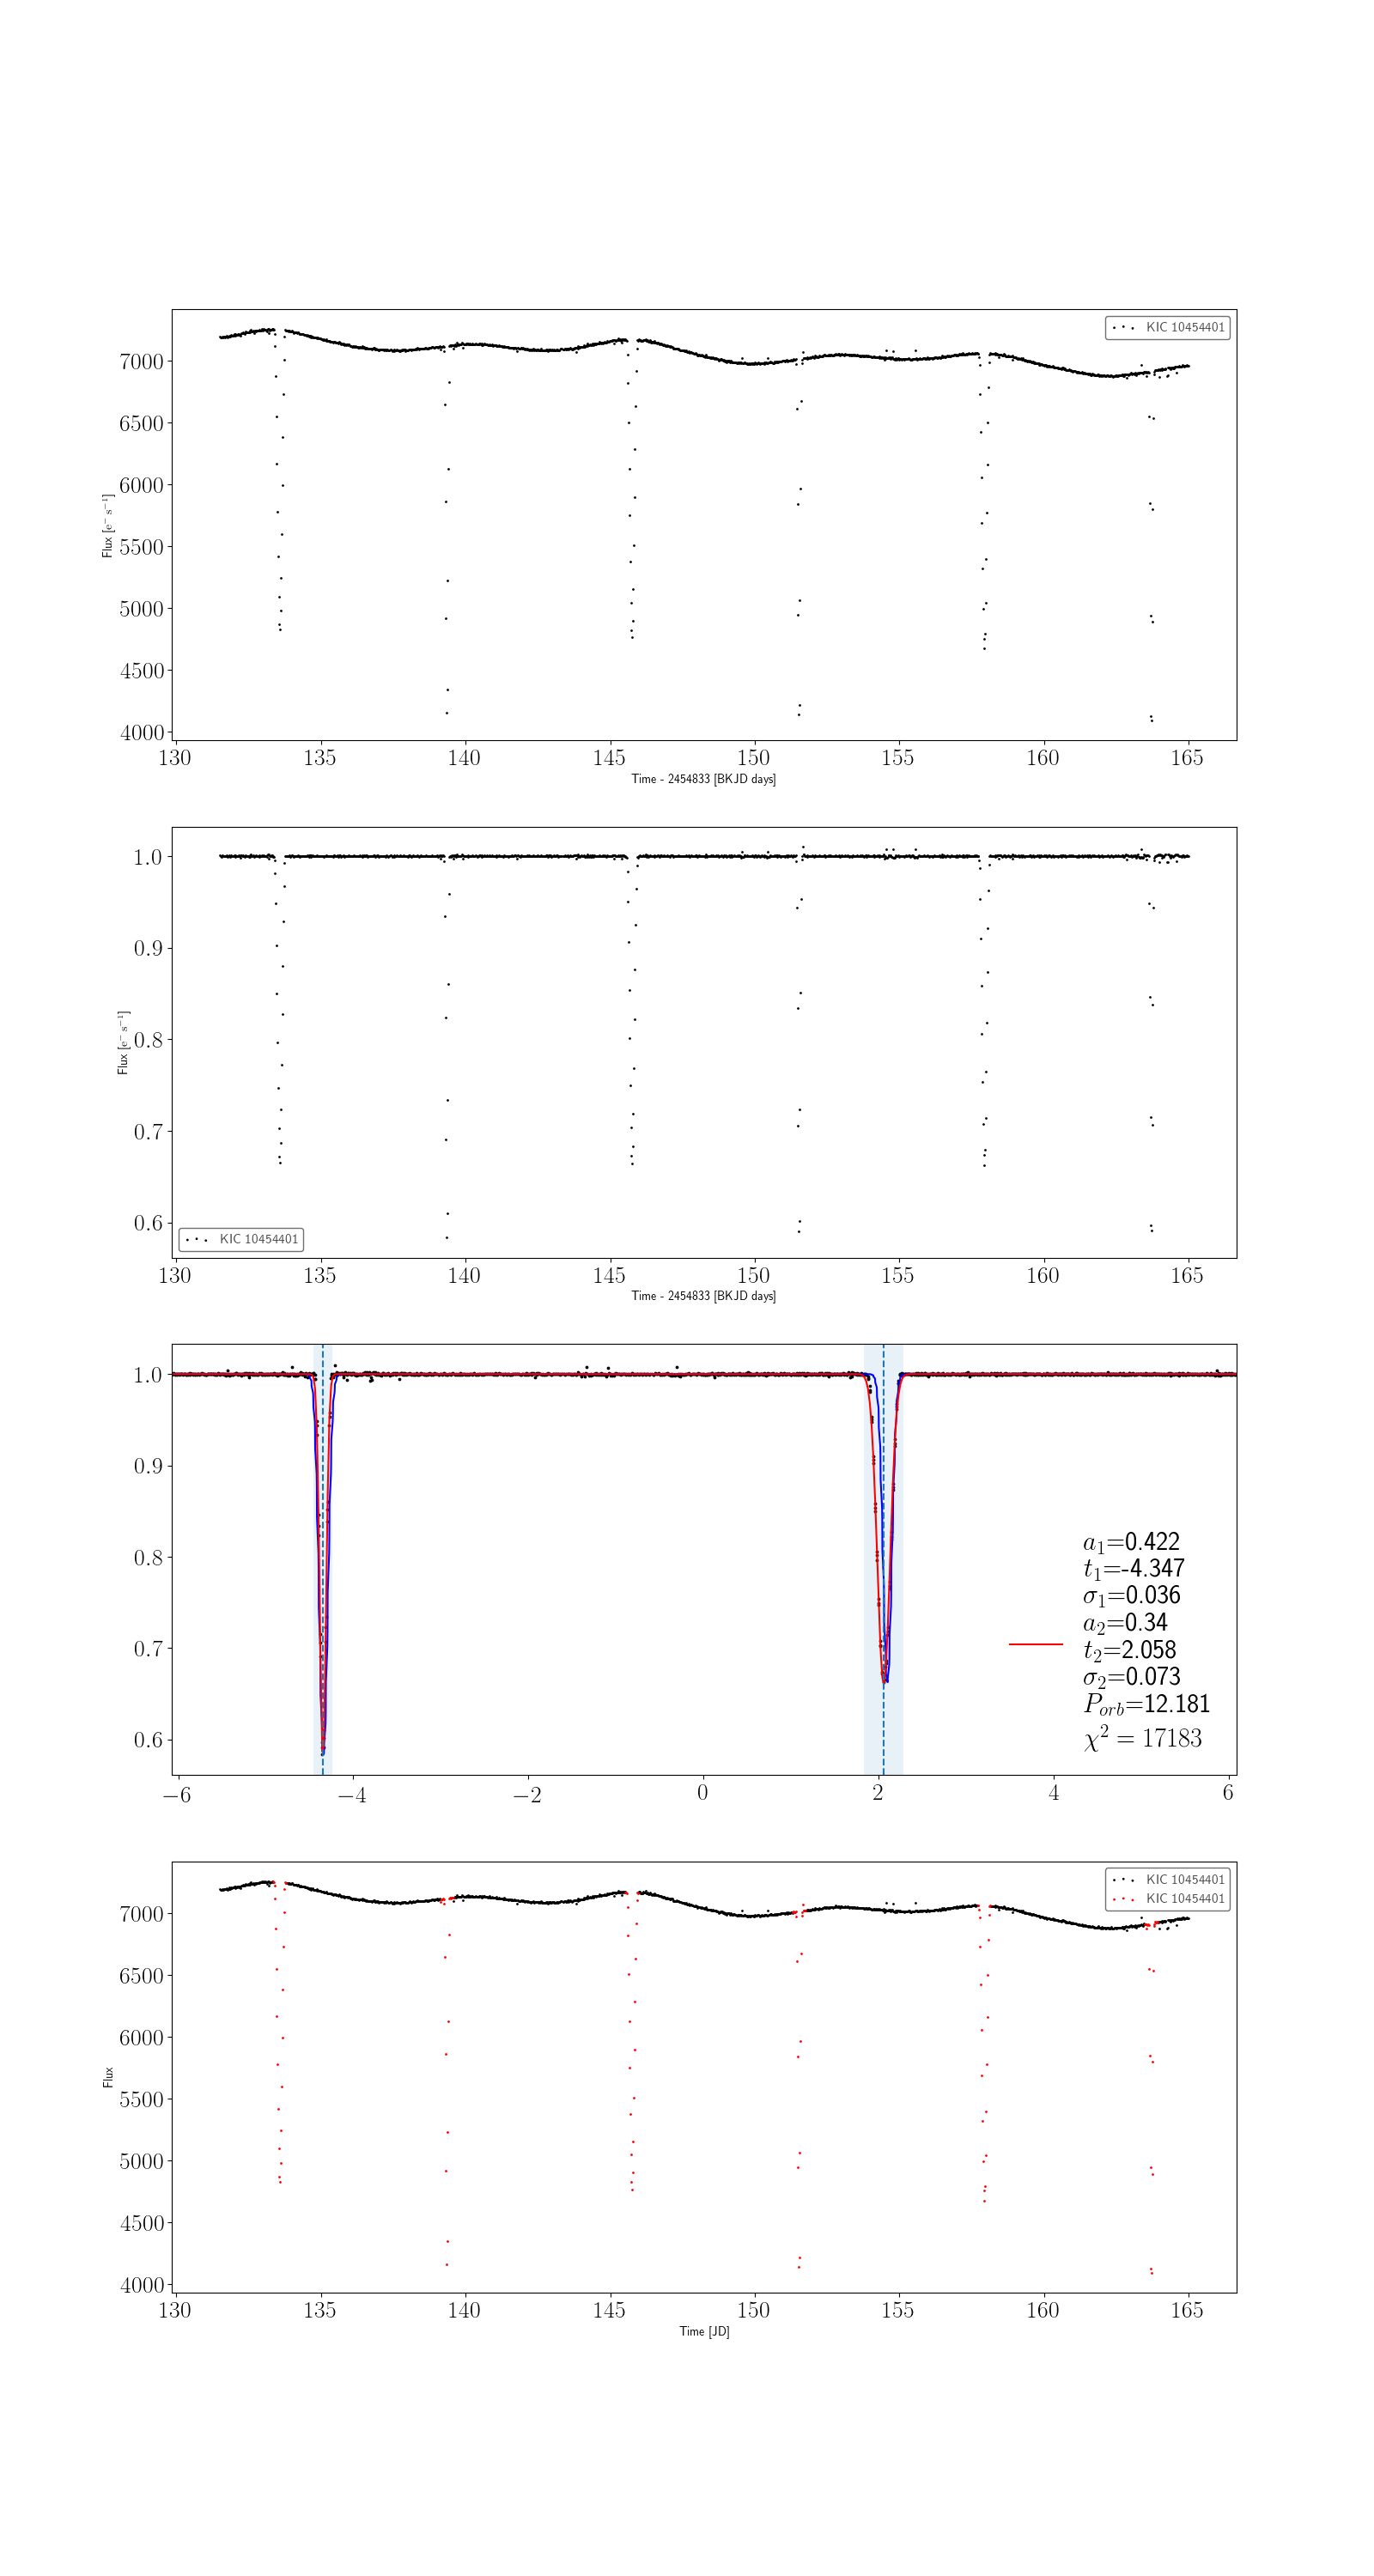 KIC 10454401
7000
6500
6000
5500
5000
4500
4000
Flux [e⁻ s⁻¹]
130 135 140 145 150 155 160 165
Time - 2454833 [BKJD days]
1.0
0.9
0.8
0.7
0.6
Flux [e⁻ s⁻¹]
KIC 10454401
130 135 140 145 150 155 160 165
Time - 2454833 [BKJD days]
1.0
0.9
0.8
0.7
0.6
a₁=0.422
t₁=-4.347
σ₁=0.036
a₂=0.34
t₂=2.058
σ₂=0.073
P_orb=12.181
χ² = 17183
−6 −4 −2 0 2 4 6
KIC 10454401
KIC 10454401
7000
6500
6000
5500
5000
4500
4000
Flux
130 135 140 145 150 155 160 165
Time [JD]